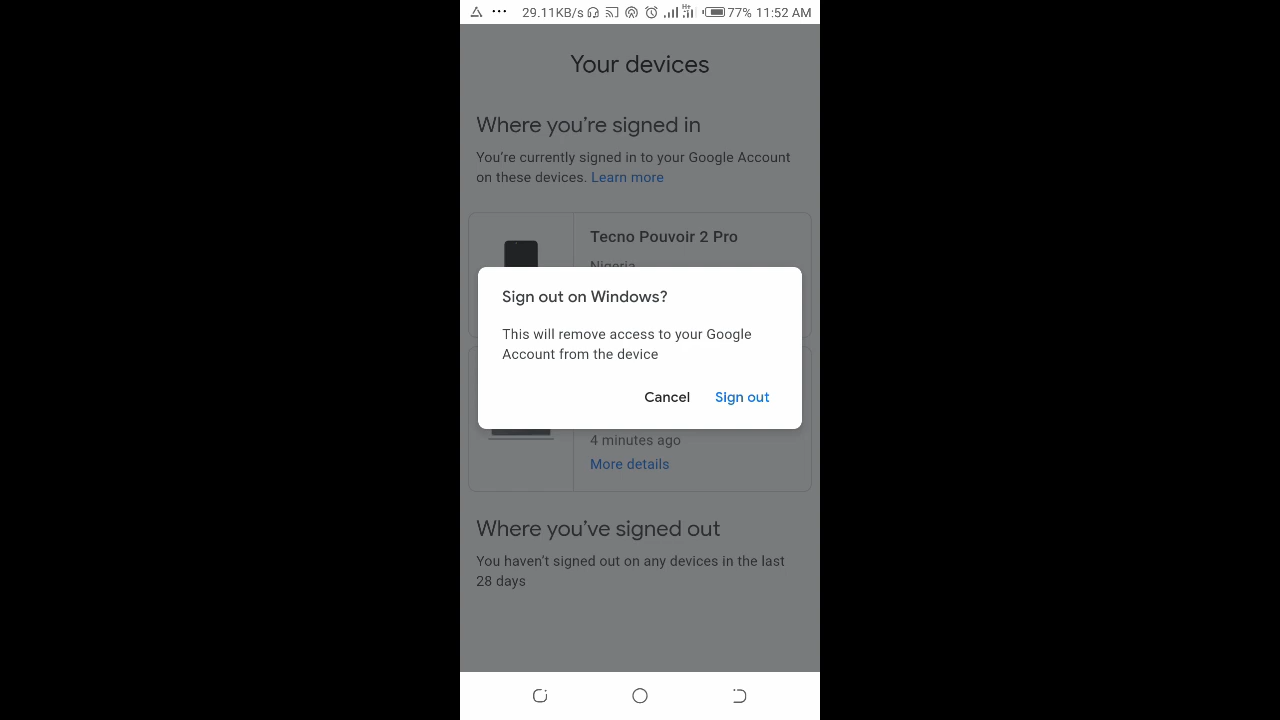 29.11KB/s H+ 77% 11:52 AM
Your devices
Where you're signed in
You're currently signed in to your Google Account
on these devices. Learn more
Tecno Pouvoir 2 Pro
Nigeria
Sign out on Windows?
This will remove access to your Google
Account from the device
Cancel Sign out
4 minutes ago
More details
Where you've signed out
You haven't signed out on any devices in the last
28 days